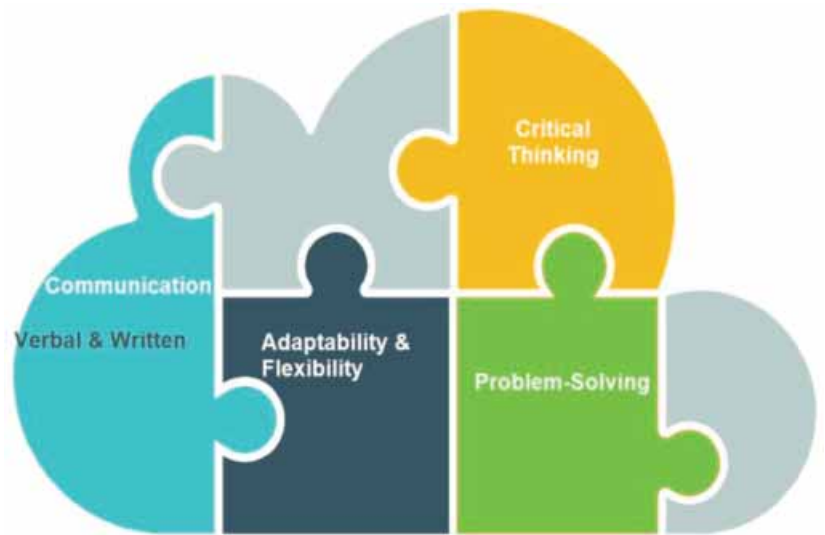 Critical
Thinking
Communication
Verbal & Written
Adaptability &
Flexibility
Problem-Solving